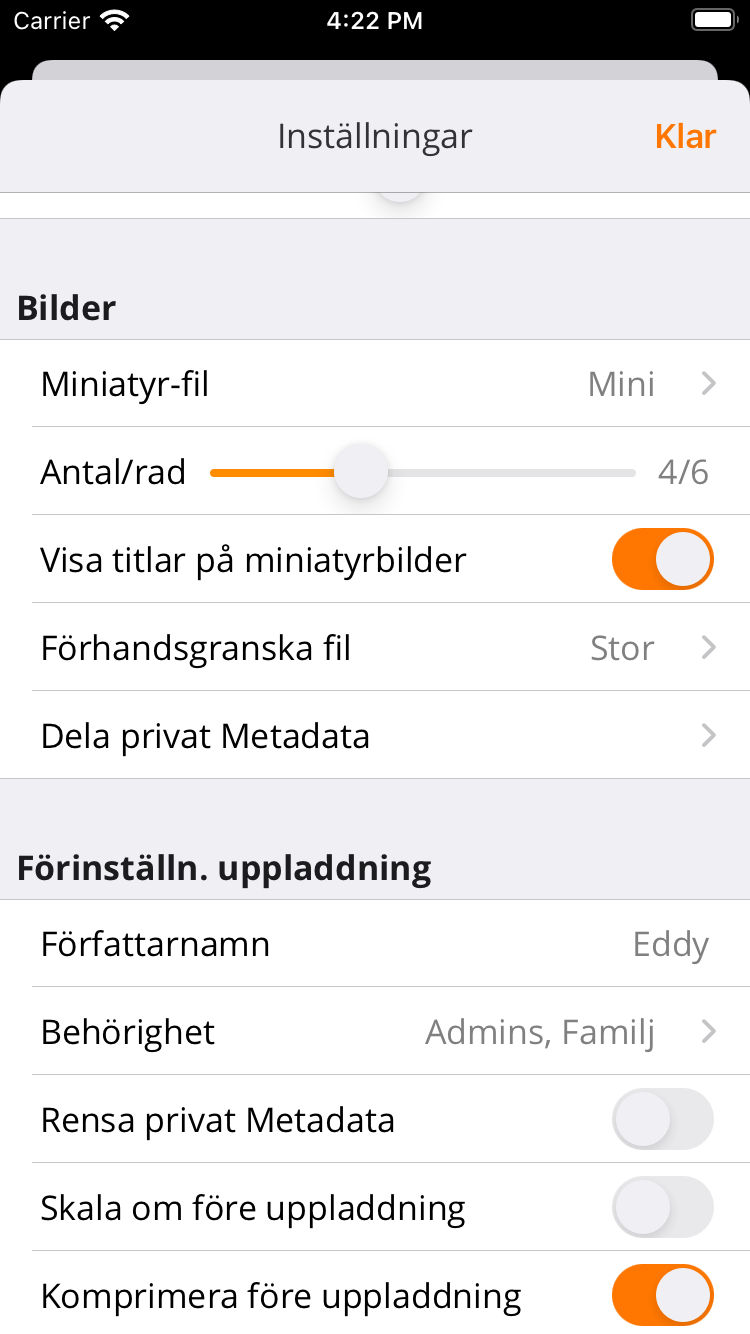 Carrier 4:22 PM
Inställningar Klar
Bilder
Miniatyr-fil Mini
Antal/rad 4/6
Visa titlar på miniatyrbilder
Förhandsgranska fil Stor
Dela privat Metadata
Förinställn. uppladdning
Författarnamn Eddy
Behörighet Admins, Familj
Rensa privat Metadata
Skala om före uppladdning
Komprimera före uppladdning